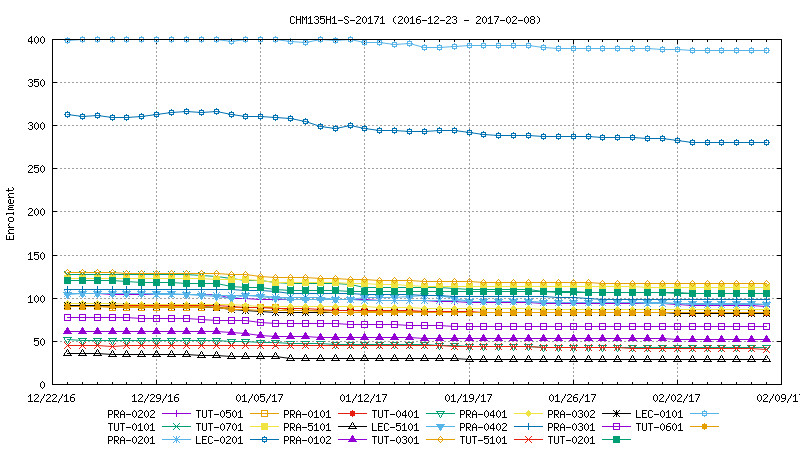 CHM135H1-S-20171 (2016-12-23 - 2017-02-08)
400
350
300
250
200
150
100
50
0
Enrolment
12/22/16 12/29/16 01/05/17 01/12/17 01/19/17 01/26/17 02/02/17 02/09/17
PRA-0202 TUT-0501 PRA-0101 TUT-0401 PRA-0401 PRA-0302 LEC-0101
TUT-0101 TUT-0701 PRA-5101 LEC-5101 PRA-0402 PRA-0301 TUT-0601
PRA-0201 LEC-0201 PRA-0102 TUT-0301 TUT-5101 TUT-0201